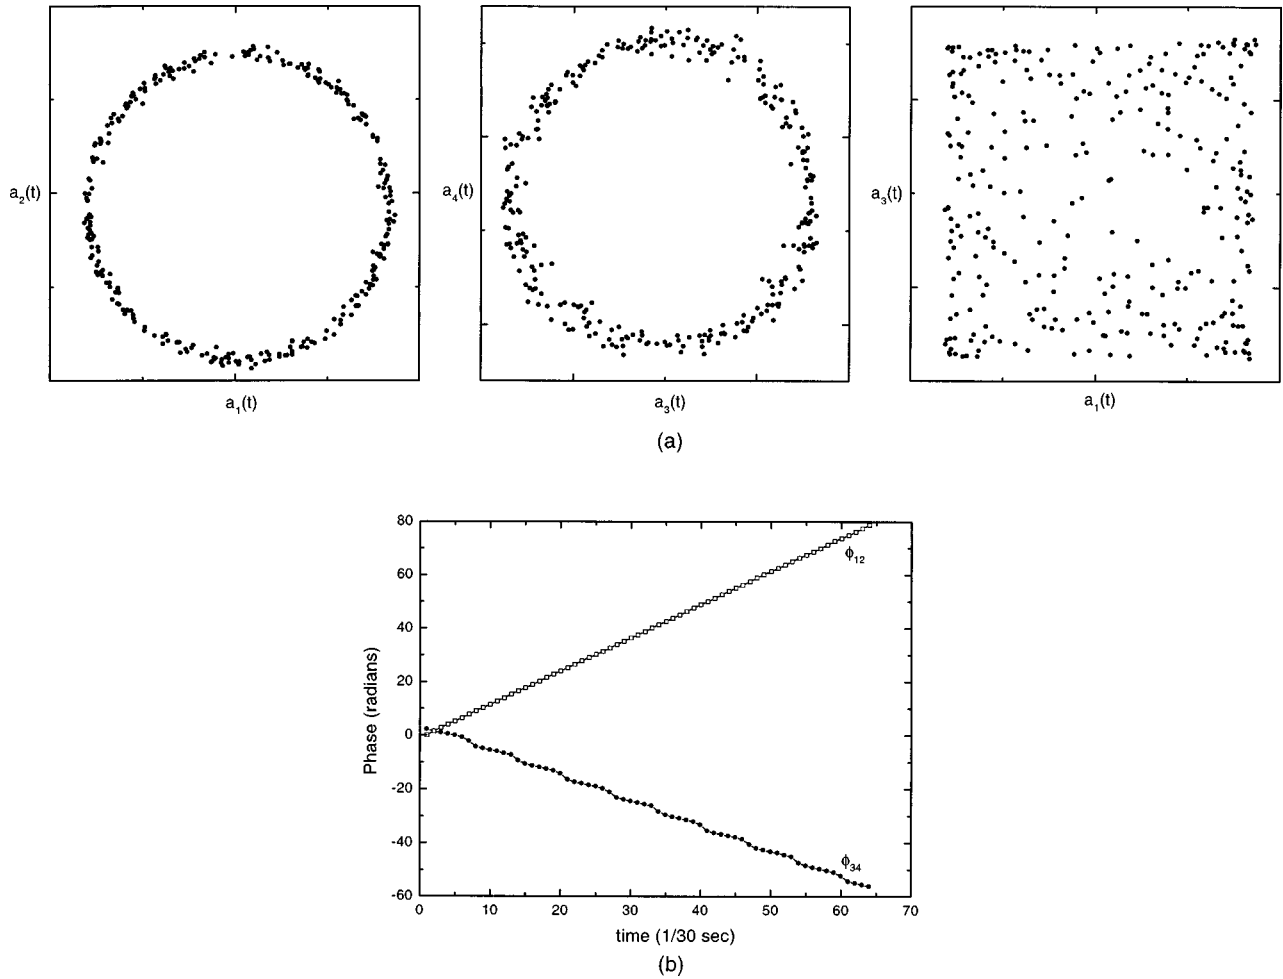 a2(t)
a1(t)
a4(t)
a3(t)
a3(t)
a1(t)
(a)
80
60
40
20
0
-20
-40
-60
Phase (radians)
ϕ12
ϕ34
0 10 20 30 40 50 60 70
time (1/30 sec)
(b)